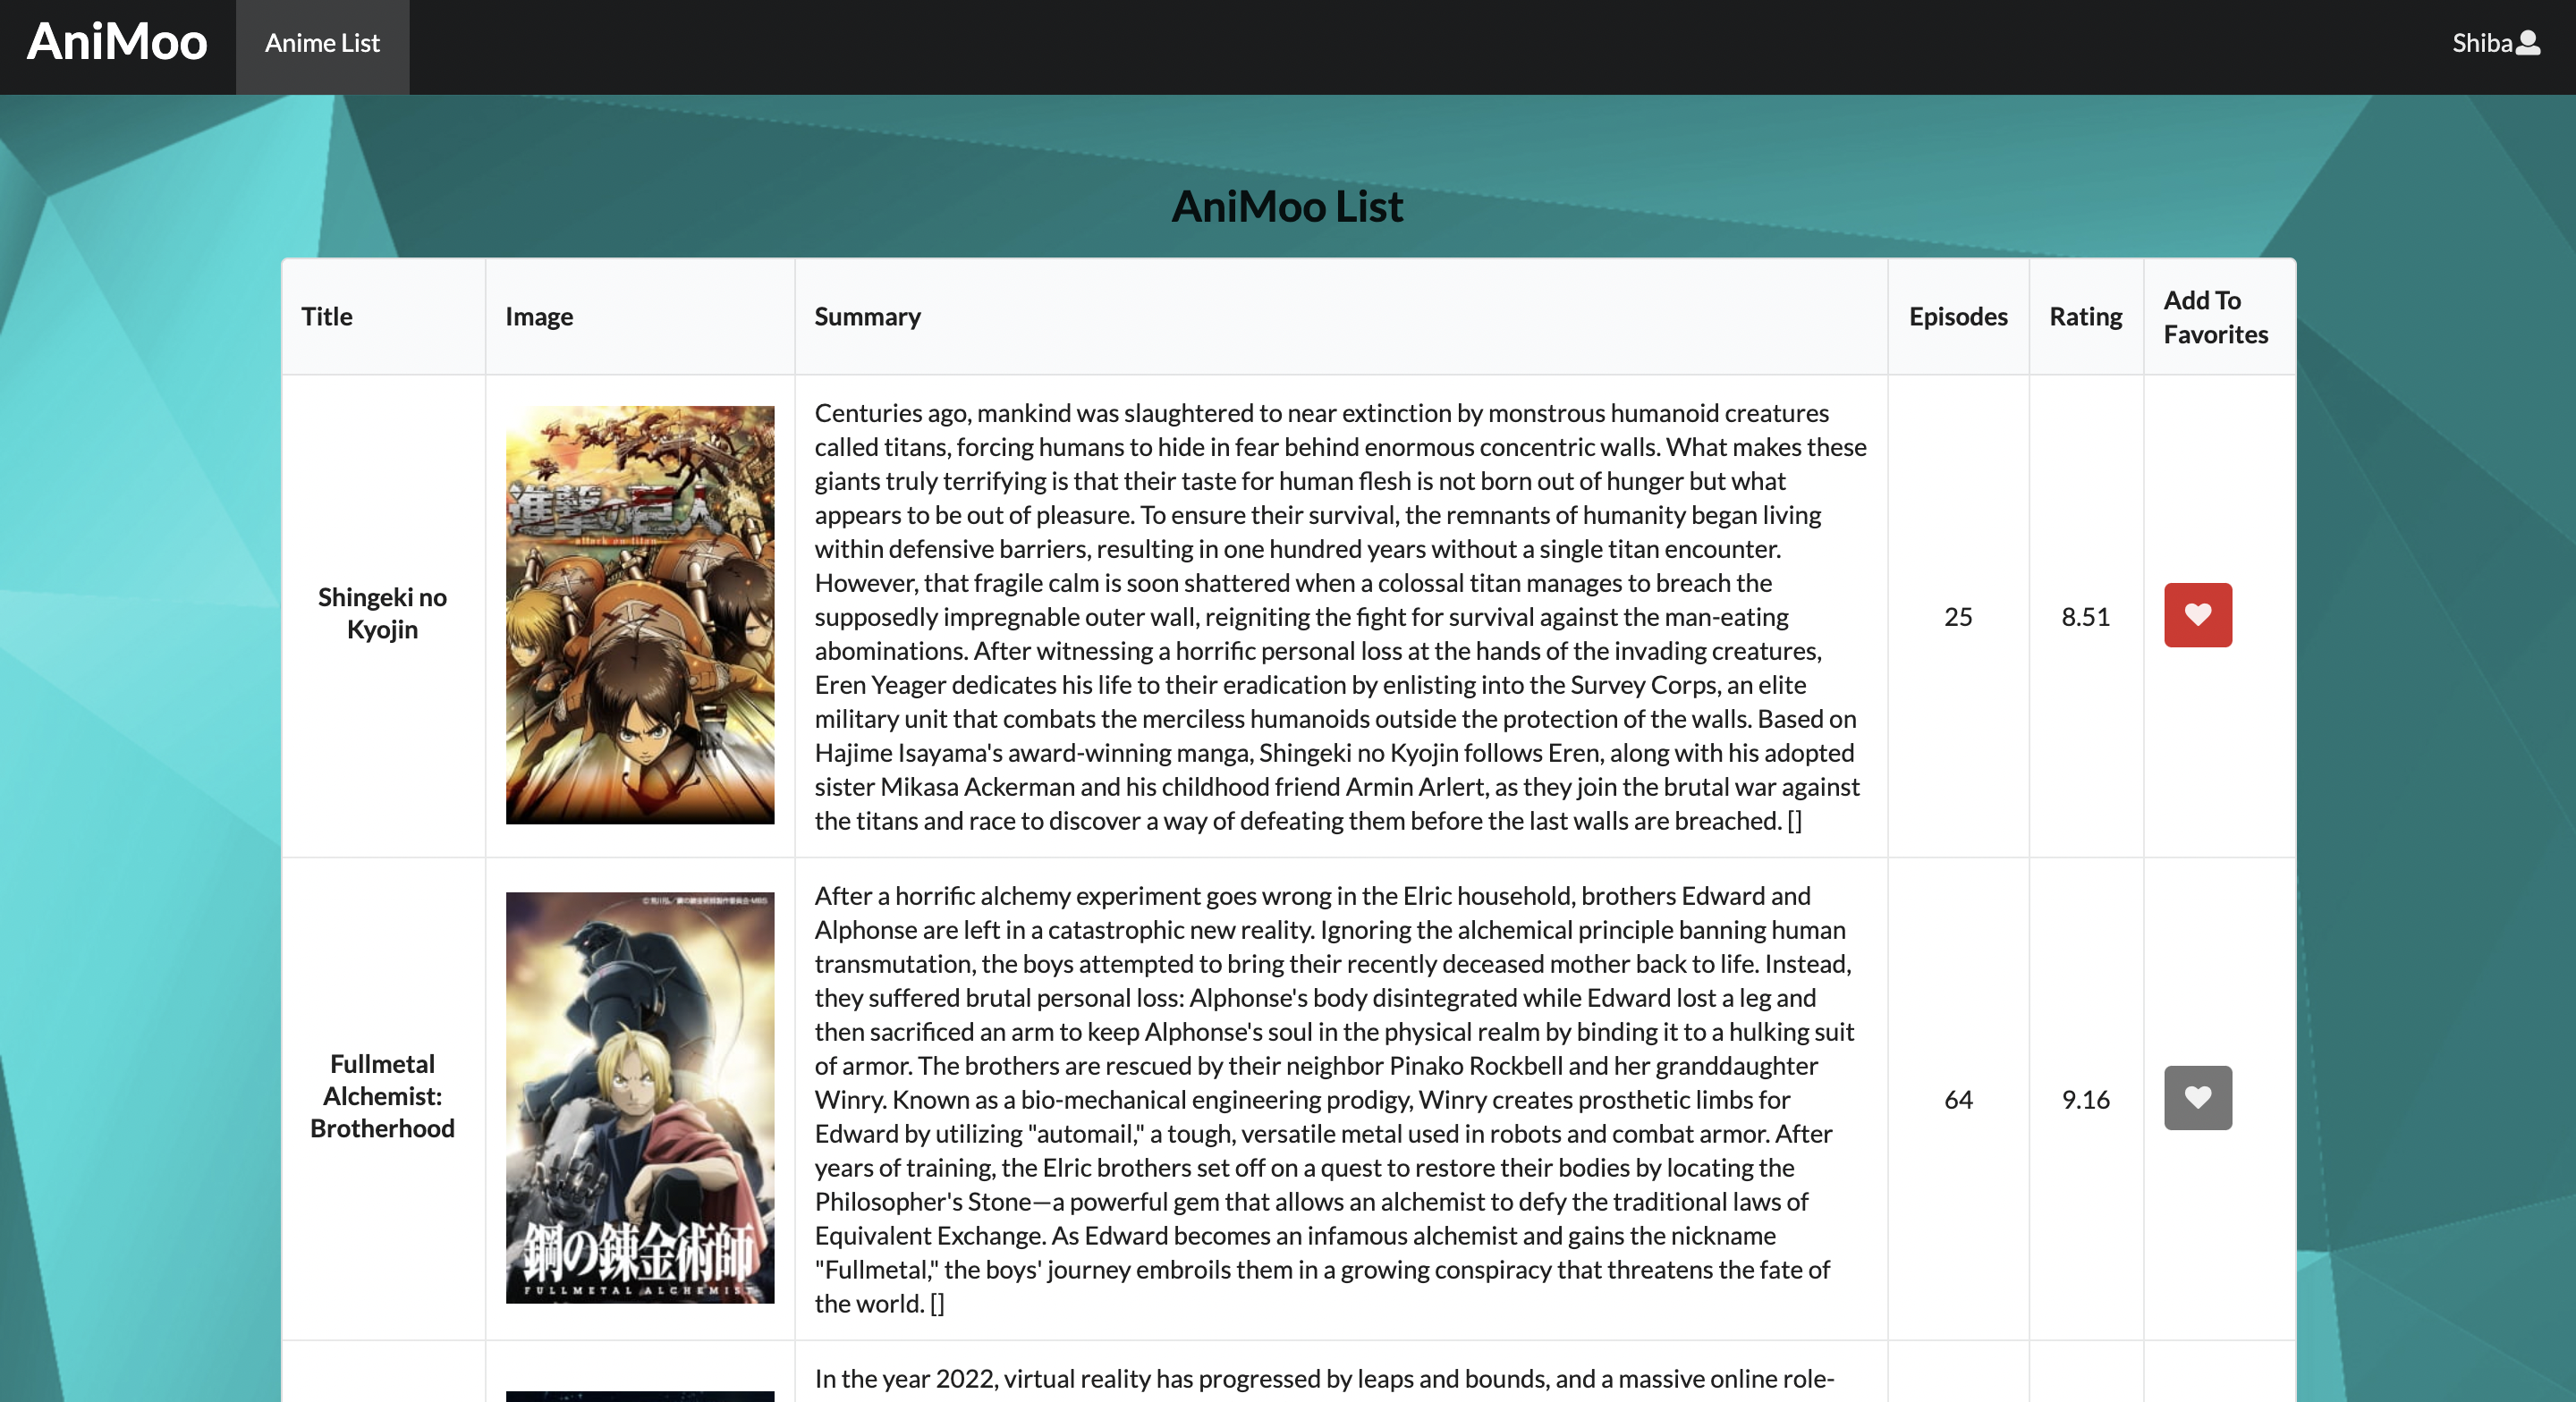 AniMoo
Anime List
Shiba
AniMoo List
Title
Image
Summary
Episodes
Rating
Add To
Favorites
Shingeki no
Kyojin
進撃の巨人
attack on titan
Centuries ago, mankind was slaughtered to near extinction by monstrous humanoid creatures
called titans, forcing humans to hide in fear behind enormous concentric walls. What makes these
giants truly terrifying is that their taste for human flesh is not born out of hunger but what
appears to be out of pleasure. To ensure their survival, the remnants of humanity began living
within defensive barriers, resulting in one hundred years without a single titan encounter.
However, that fragile calm is soon shattered when a colossal titan manages to breach the
supposedly impregnable outer wall, reigniting the fight for survival against the man-eating
abominations. After witnessing a horrific personal loss at the hands of the invading creatures,
Eren Yeager dedicates his life to their eradication by enlisting into the Survey Corps, an elite
military unit that combats the merciless humanoids outside the protection of the walls. Based on
Hajime Isayama's award-winning manga, Shingeki no Kyojin follows Eren, along with his adopted
sister Mikasa Ackerman and his childhood friend Armin Arlert, as they join the brutal war against
the titans and race to discover a way of defeating them before the last walls are breached. []
25
8.51
Fullmetal
Alchemist:
Brotherhood
鋼の錬金術師
FULLMETAL ALCHEMIST
After a horrific alchemy experiment goes wrong in the Elric household, brothers Edward and
Alphonse are left in a catastrophic new reality. Ignoring the alchemical principle banning human
transmutation, the boys attempted to bring their recently deceased mother back to life. Instead,
they suffered brutal personal loss: Alphonse's body disintegrated while Edward lost a leg and
then sacrificed an arm to keep Alphonse's soul in the physical realm by binding it to a hulking suit
of armor. The brothers are rescued by their neighbor Pinako Rockbell and her granddaughter
Winry. Known as a bio-mechanical engineering prodigy, Winry creates prosthetic limbs for
Edward by utilizing "automail," a tough, versatile metal used in robots and combat armor. After
years of training, the Elric brothers set off on a quest to restore their bodies by locating the
Philosopher's Stone—a powerful gem that allows an alchemist to defy the traditional laws of
Equivalent Exchange. As Edward becomes an infamous alchemist and gains the nickname
"Fullmetal," the boys' journey embroils them in a growing conspiracy that threatens the fate of
the world. []
64
9.16
In the year 2022, virtual reality has progressed by leaps and bounds, and a massive online role-